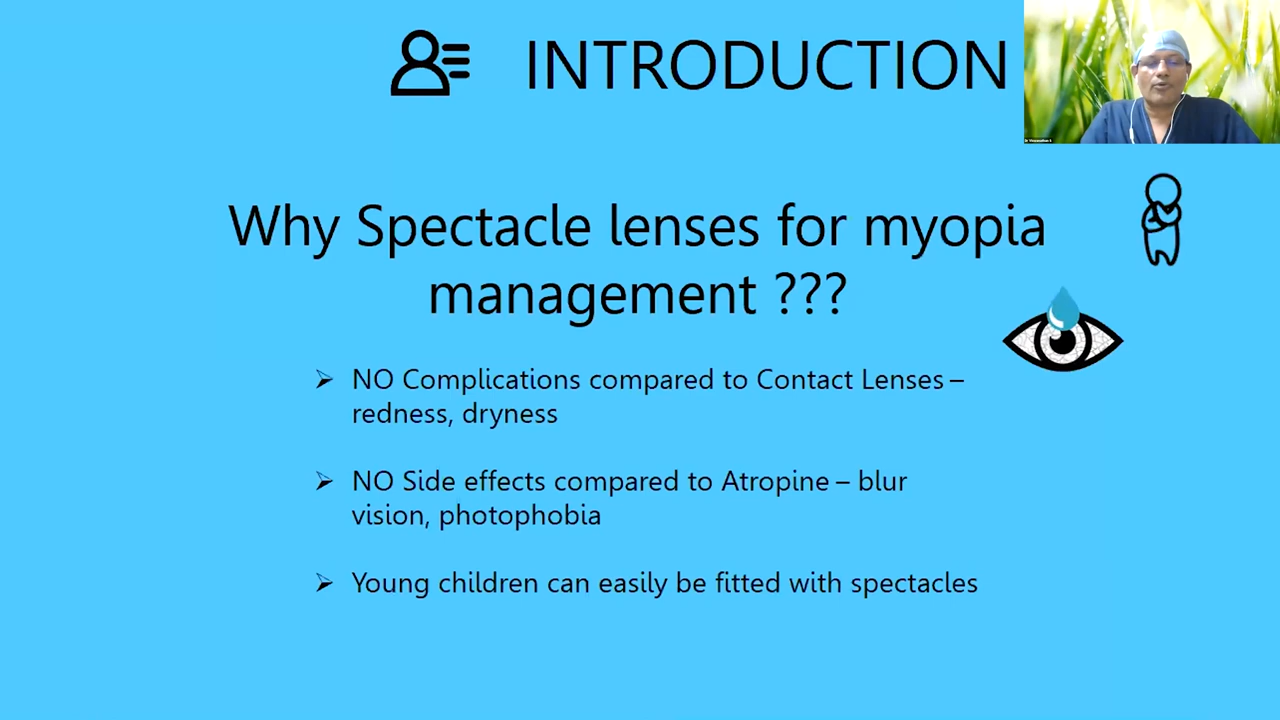 INTRODUCTION
Why Spectacle lenses for myopia
management ???
NO Complications compared to Contact Lenses –
redness, dryness
NO Side effects compared to Atropine – blur
vision, photophobia
Young children can easily be fitted with spectacles